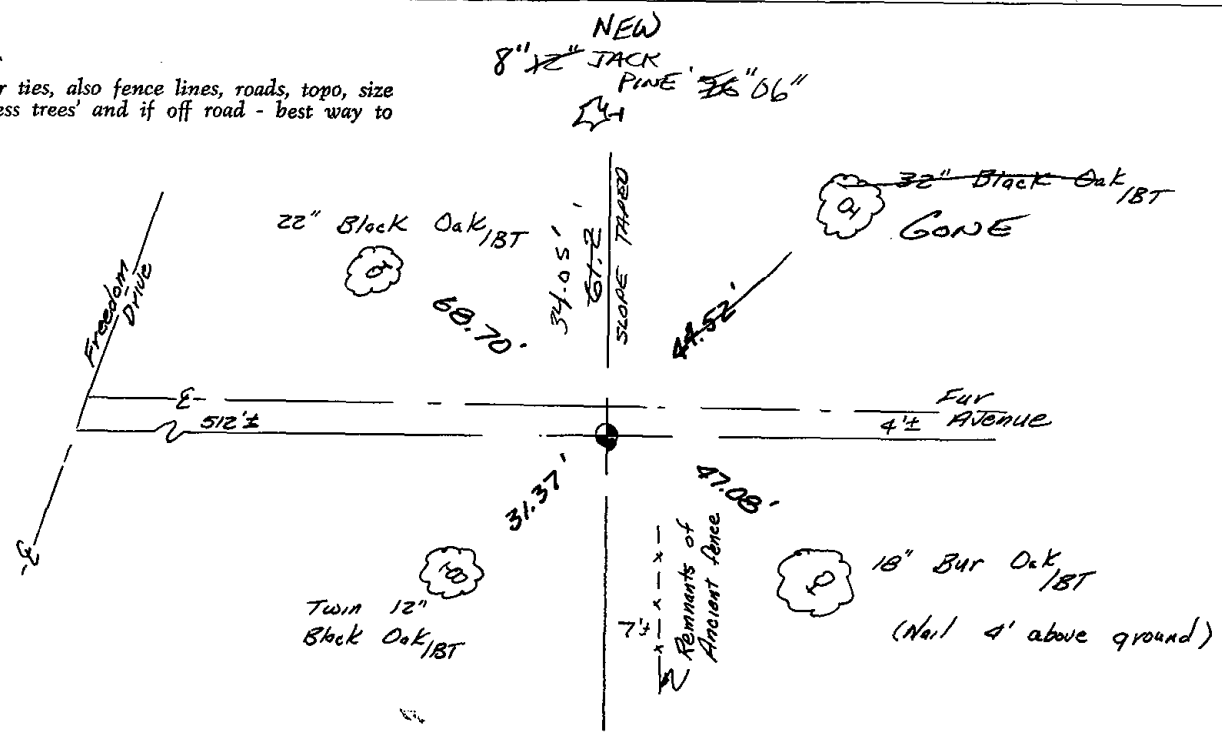 NEW
8" 12" JACK
PINE 36" 06"
r ties, also fence lines, roads, topo, size
ess trees' and if off road - best way to
32" Black Oak/BT
GONE
22" Black Oak/BT
34.05'
61.2'
SLOPE TAPED
68.70'
44.52'
Freedom
Drive
512'±
Fur
Avenue
4'±
31.37'
47.08'
Twin 12"
Black Oak/BT
7'±
Remnants of
Ancient fence
18" Bur Oak/BT
(Nail 4' above ground)